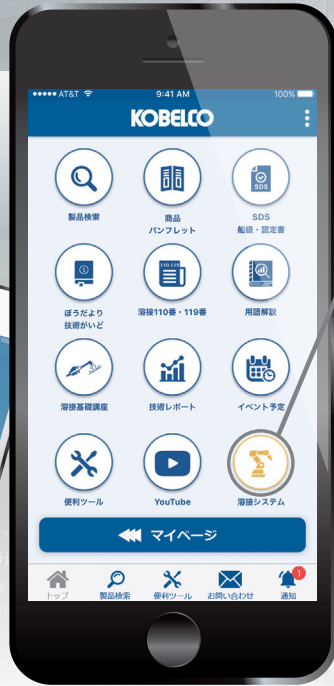 AT&T 9:41 AM 100%
KOBELCO
製品検索
商品
パンフレット
SDS
SDS
船級・認定書
ぼうだより
技術がいど
110.119
溶接110番・119番
用語解説
溶接基礎講座
技術レポート
イベント予定
便利ツール
YouTube
溶接システム
マイページ
トップ
製品検索
便利ツール
お問い合わせ
1
通知